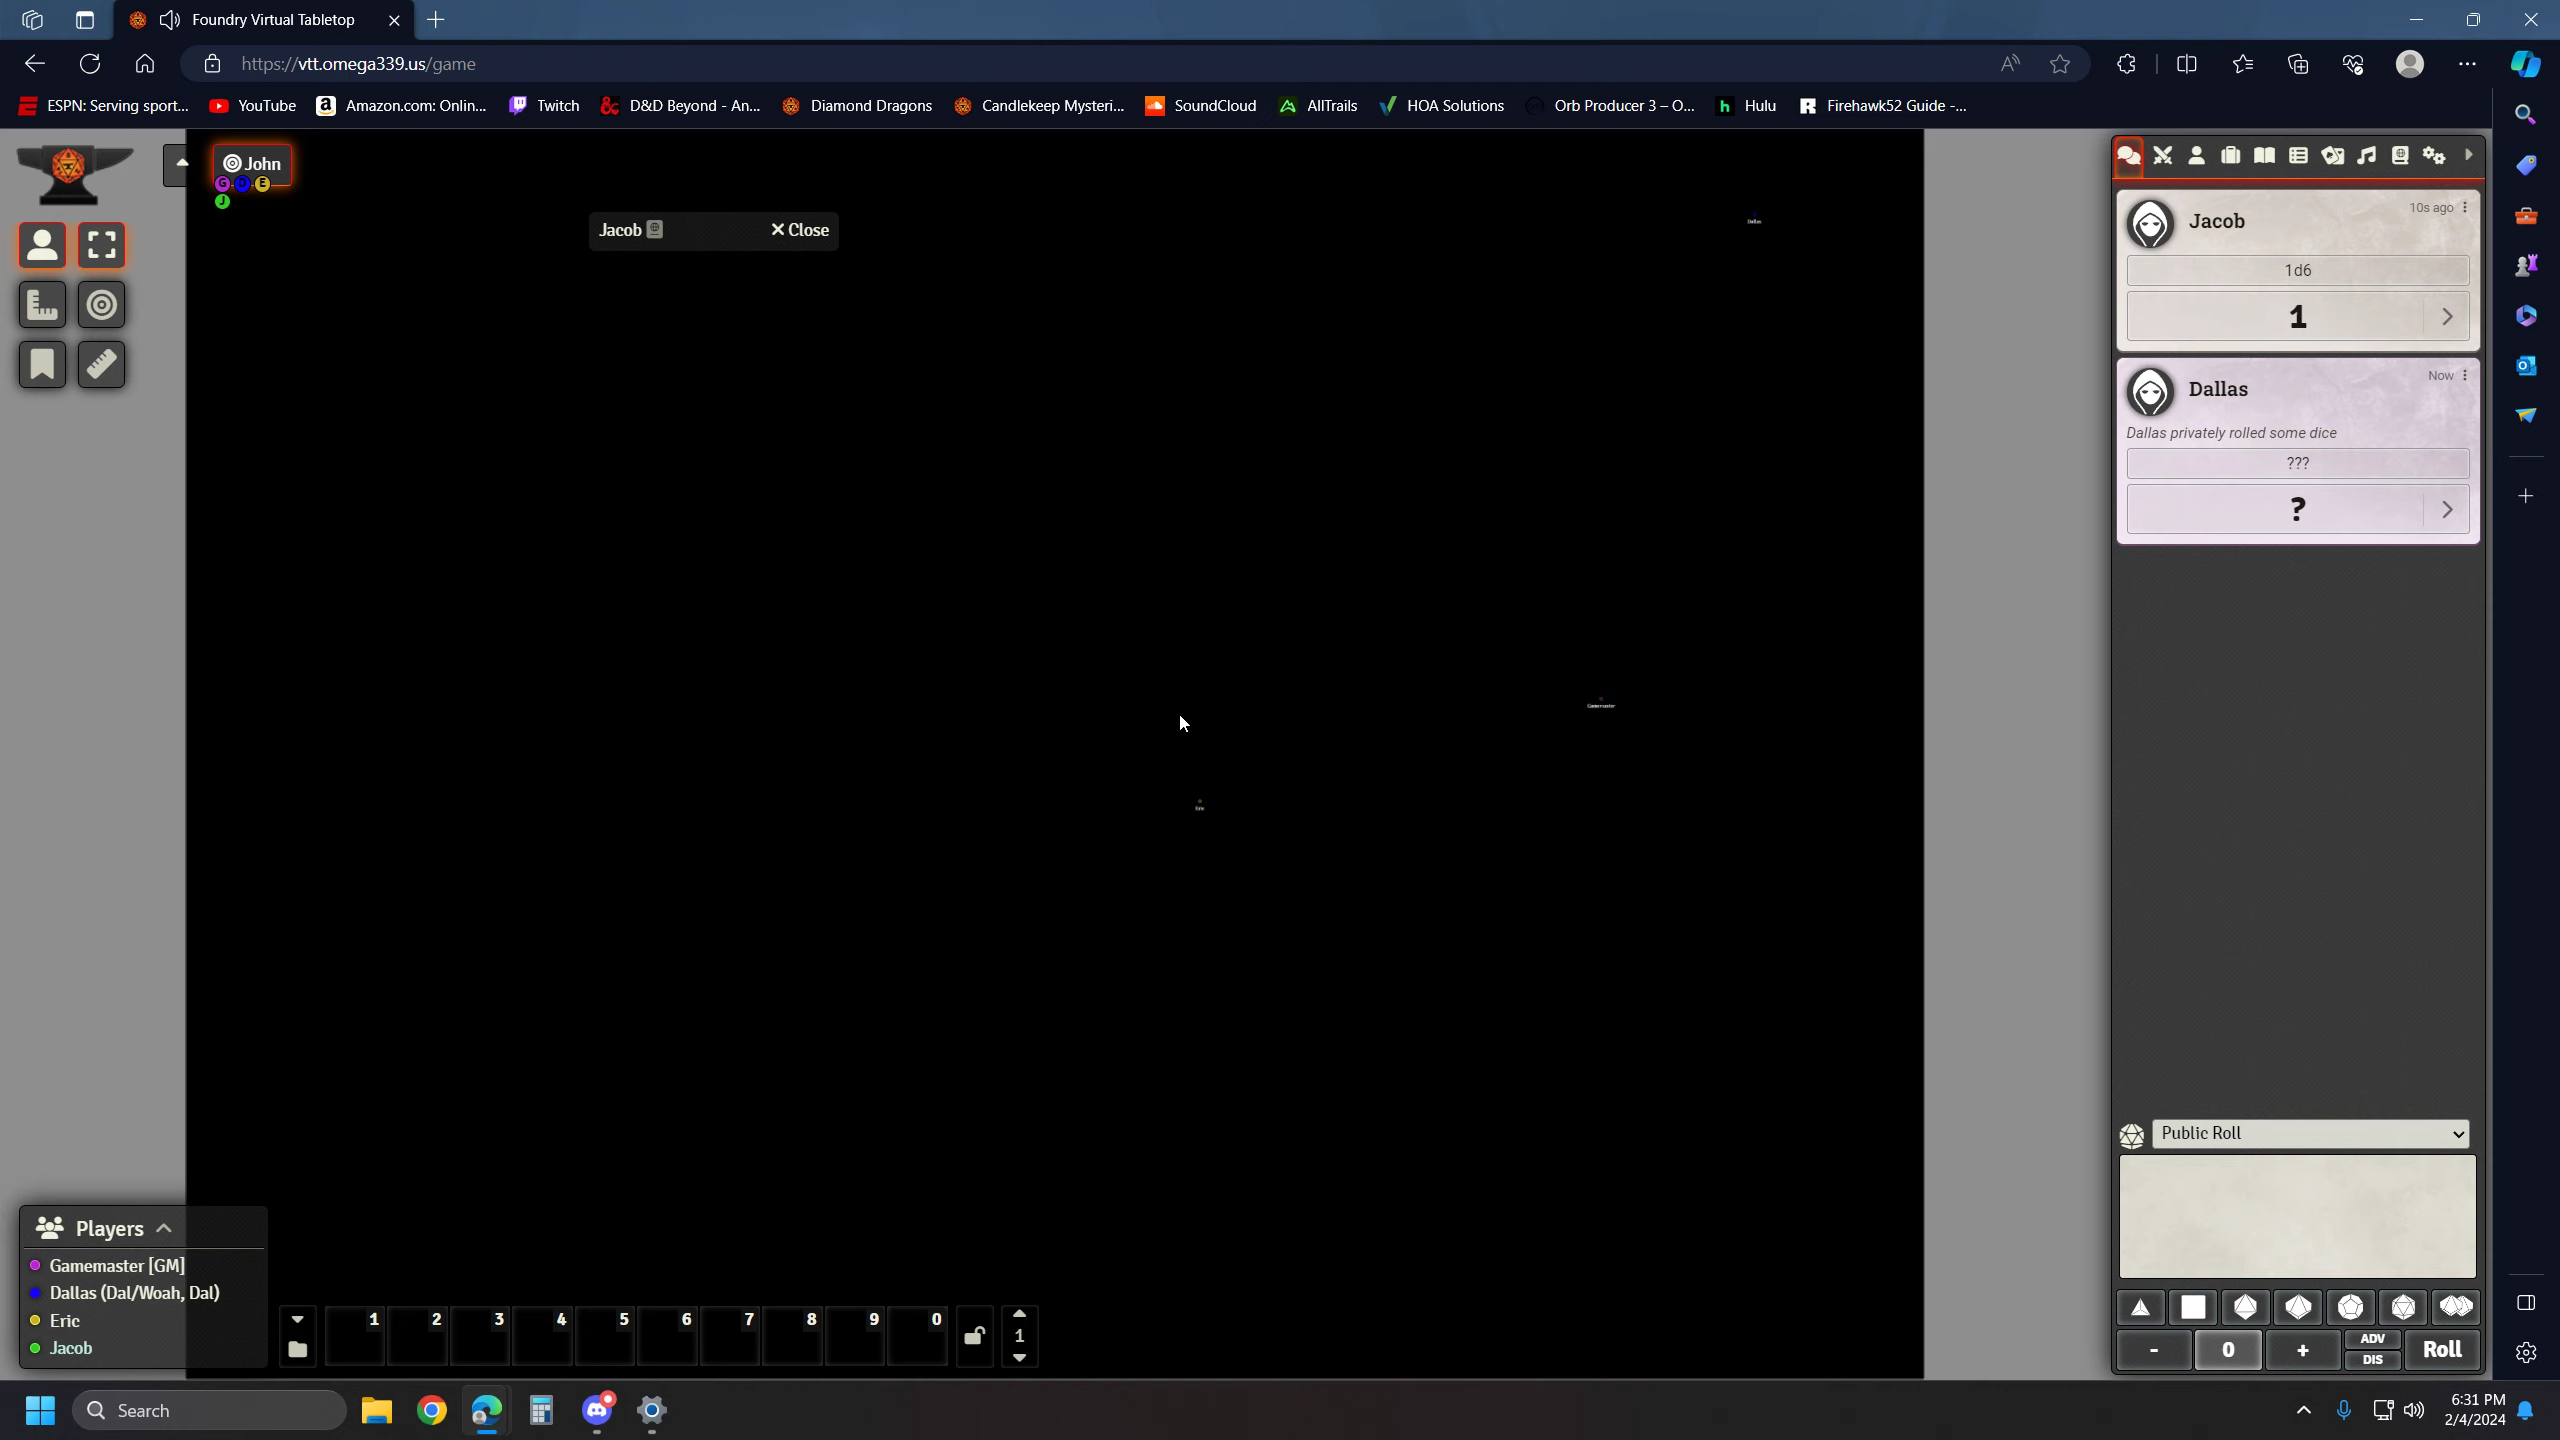 Foundry Virtual Tabletop
https://vtt.omega339.us/game
ESPN: Serving sport...
YouTube
Amazon.com: Onlin...
Twitch
D&D Beyond - An...
Diamond Dragons
Candlekeep Mysteri...
SoundCloud
AllTrails
HOA Solutions
Orb Producer 3 – O...
Hulu
Firehawk52 Guide -...
John
G D E
J
Jacob
Close
Dallas
Gamemaster
Eric
Jacob
10s ago
1d6
1
Dallas
Now
Dallas privately rolled some dice
???
?
Public Roll
- 0 + ADV DIS Roll
Players
Gamemaster [GM]
Dallas (Dal/Woah, Dal)
Eric
Jacob
1 2 3 4 5 6 7 8 9 0
1
Search
6:31 PM
2/4/2024